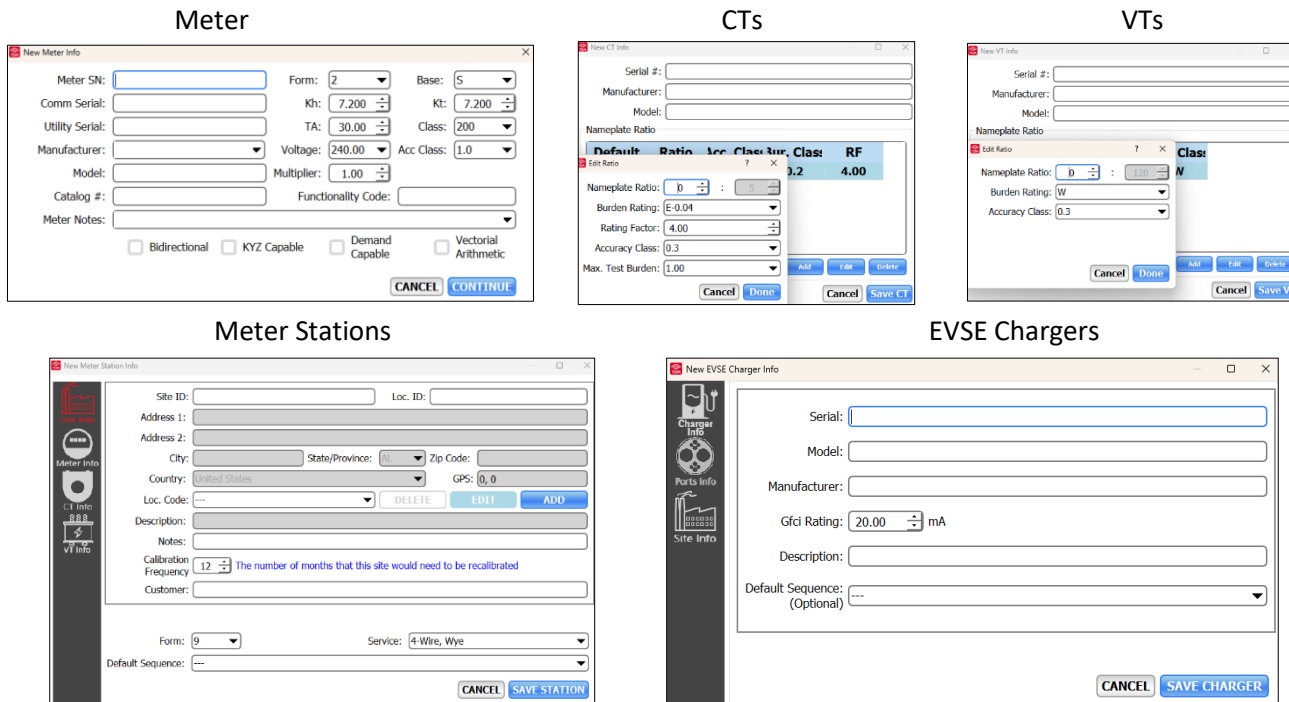 Meter
CTs
VTs
New Meter Info
Meter SN:
Form: 2
Base: S
Comm Serial:
Kh: 7.200
Kt: 7.200
Utility Serial:
TA: 30.00
Class: 200
Manufacturer:
Voltage: 240.00
Acc Class: 1.0
Model:
Multiplier: 1.00
Catalog #:
Functionality Code:
Meter Notes:
Bidirectional
KYZ Capable
Demand
Capable
Vectorial
Arithmetic
CANCEL
CONTINUE
New CT Info
Serial #:
Manufacturer:
Model:
Nameplate Ratio
Default Ratio Acc Class Bur. Class RF
0.2 4.00
Edit Ratio ? X
Nameplate Ratio: 0 : 5
Burden Rating: E-0.04
Rating Factor: 4.00
Accuracy Class: 0.3
Max. Test Burden: 1.00
Cancel Done
Add Edit Delete
Cancel Save CT
New VT Info
Serial #:
Manufacturer:
Model:
Nameplate Ratio
Class
W
Edit Ratio ? X
Nameplate Ratio: 0 : 120
Burden Rating: W
Accuracy Class: 0.3
Cancel Done
Add Edit Delete
Cancel Save V
Meter Stations
EVSE Chargers
New Meter Station Info
Site Info
Meter Info
CT Info
VT Info
Site ID:
Loc. ID:
Address 1:
Address 2:
City:
State/Province: AL
Zip Code:
Country: United States
GPS: 0, 0
Loc. Code: ---
DELETE EDIT ADD
Description:
Notes:
Calibration
Frequency
12
The number of months that this site would need to be recalibrated
Customer:
Form: 9
Service: 4-Wire, Wye
Default Sequence: ---
CANCEL SAVE STATION
New EVSE Charger Info
Charger
Info
Parts Info
Site Info
Serial:
Model:
Manufacturer:
Gfci Rating: 20.00 mA
Description:
Default Sequence:
(Optional)
---
CANCEL SAVE CHARGER